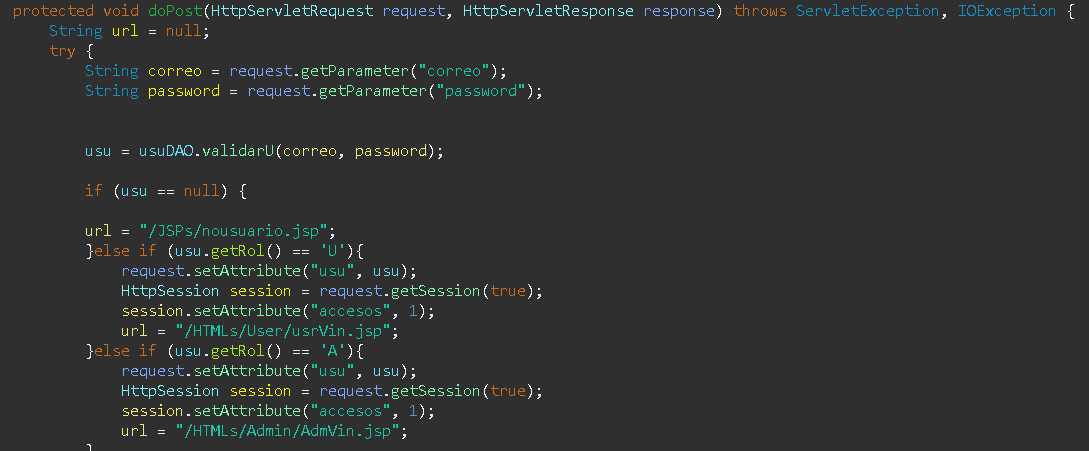 protected void doPost(HttpServletRequest request, HttpServletResponse response) throws ServletException, IOException {
    String url = null;
    try {
        String correo = request.getParameter("correo");
        String password = request.getParameter("password");
        usu = usuDAO.validarU(correo, password);
        if (usu == null) {
        url = "/JSPs/nousuario.jsp";
        }else if (usu.getRol() == 'U'){
            request.setAttribute("usu", usu);
            HttpSession session = request.getSession(true);
            session.setAttribute("accesos", 1);
            url = "/HTMLs/User/usrVin.jsp";
        }else if (usu.getRol() == 'A'){
            request.setAttribute("usu", usu);
            HttpSession session = request.getSession(true);
            session.setAttribute("accesos", 1);
            url = "/HTMLs/Admin/AdmVin.jsp";
        }